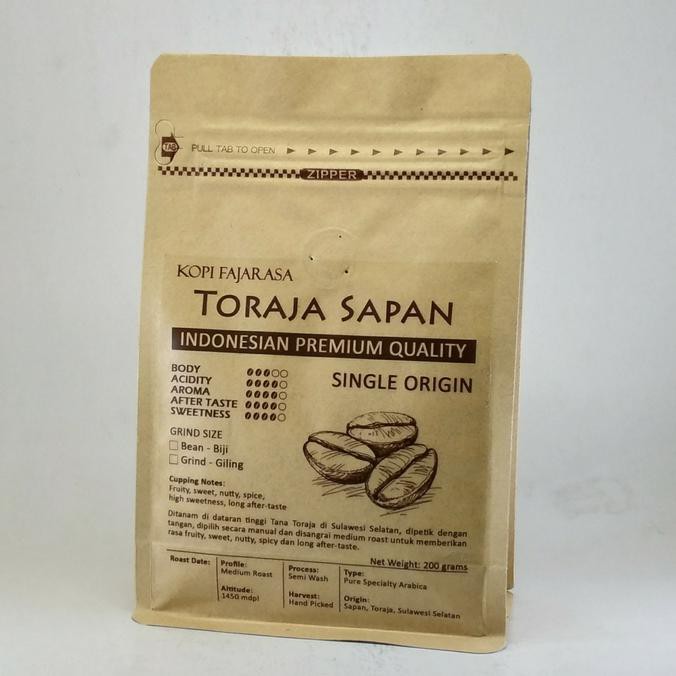 TAB PULL TAB TO OPEN
ZIPPER
KOPI FAJARASA
TORAJA SAPAN
INDONESIAN PREMIUM QUALITY
BODY
ACIDITY
AROMA
AFTER TASTE
SWEETNESS
SINGLE ORIGIN
GRIND SIZE
Bean - Biji
Grind - Giling
Cupping Notes:
Fruity, sweet, nutty, spice,
high sweetness, long after-taste
Ditanam di dataran tinggi Tana Toraja di Sulawesi Selatan, dipetik dengan
tangan, dipilih secara manual dan disangrai medium roast untuk memberikan
rasa fruity, sweet, nutty, spicy dan long after-taste.
Net Weight: 200 grams
Roast Date:
Profile:
Medium Roast
Altitude:
1450 mdpl
Process:
Semi Wash
Harvest:
Hand Picked
Type:
Pure Specialty Arabica
Origin:
Sapan, Toraja, Sulawesi Selatan